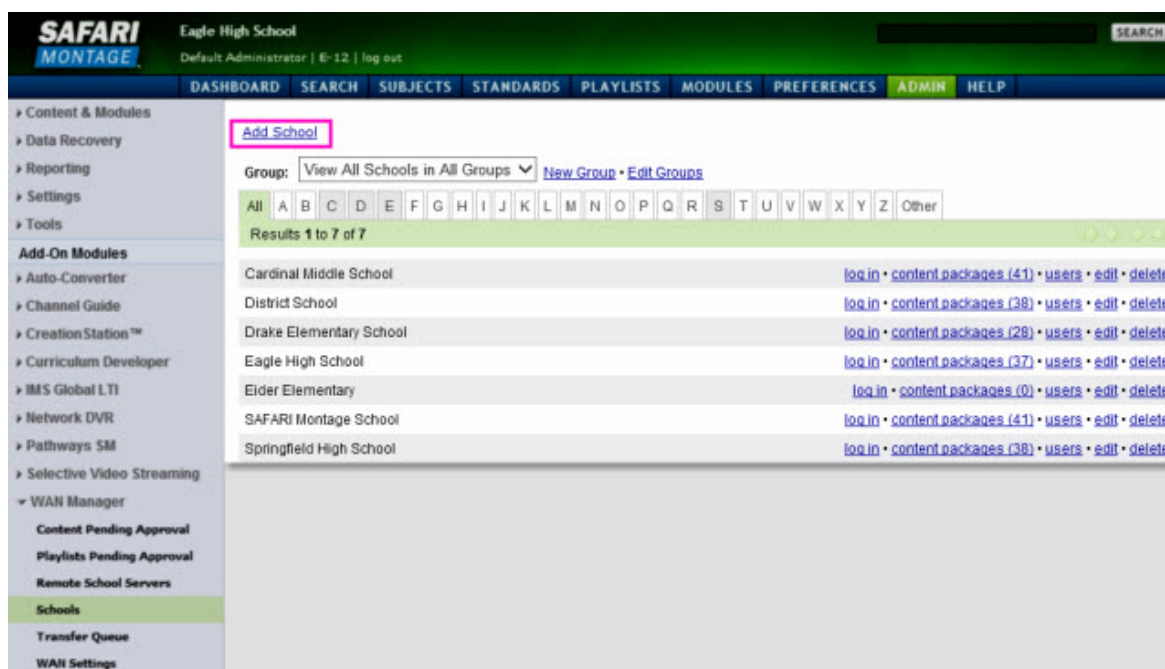 SAFARI
MONTAGE
Eagle High School
Default Administrator | E-12 | log out
SEARCH
DASHBOARD SEARCH SUBJECTS STANDARDS PLAYLISTS MODULES PREFERENCES ADMIN HELP
Content & Modules
Data Recovery
Reporting
Settings
Tools
Add-On Modules
Auto-Converter
Channel Guide
CreationStation™
Curriculum Developer
IMS Global LTI
Network DVR
Pathways SM
Selective Video Streaming
WAN Manager
Content Pending Approval
Playlists Pending Approval
Remote School Servers
Schools
Transfer Queue
WAN Settings
Add School
Group: View All Schools in All Groups New Group • Edit Groups
All A B C D E F G H I J K L M N O P Q R S T U V W X Y Z Other
Results 1 to 7 of 7
Cardinal Middle School log in • content packages (41) • users • edit • delete
District School log in • content packages (38) • users • edit • delete
Drake Elementary School log in • content packages (28) • users • edit • delete
Eagle High School log in • content packages (37) • users • edit • delete
Eider Elementary log in • content packages (0) • users • edit • delete
SAFARI Montage School log in • content packages (41) • users • edit • delete
Springfield High School log in • content packages (38) • users • edit • delete